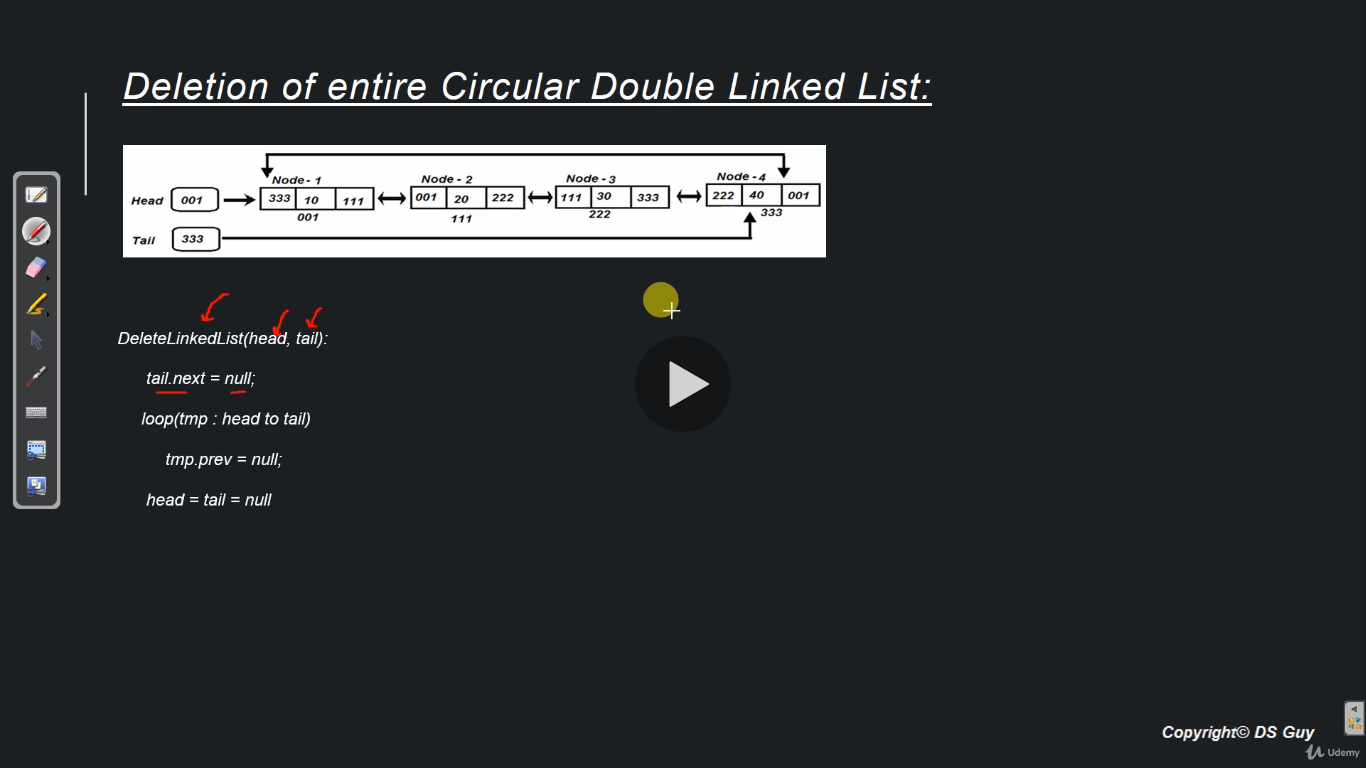 Deletion of entire Circular Double Linked List:
Node - 1 Node - 2 Node - 3 Node - 4
Head 001 333 10 111 001 20 222 111 30 333 222 40 001
001 111 222 333
Tail 333
DeleteLinkedList(head, tail):
tail.next = null;
loop(tmp : head to tail)
tmp.prev = null;
head = tail = null
Copyright© DS Guy
Udemy